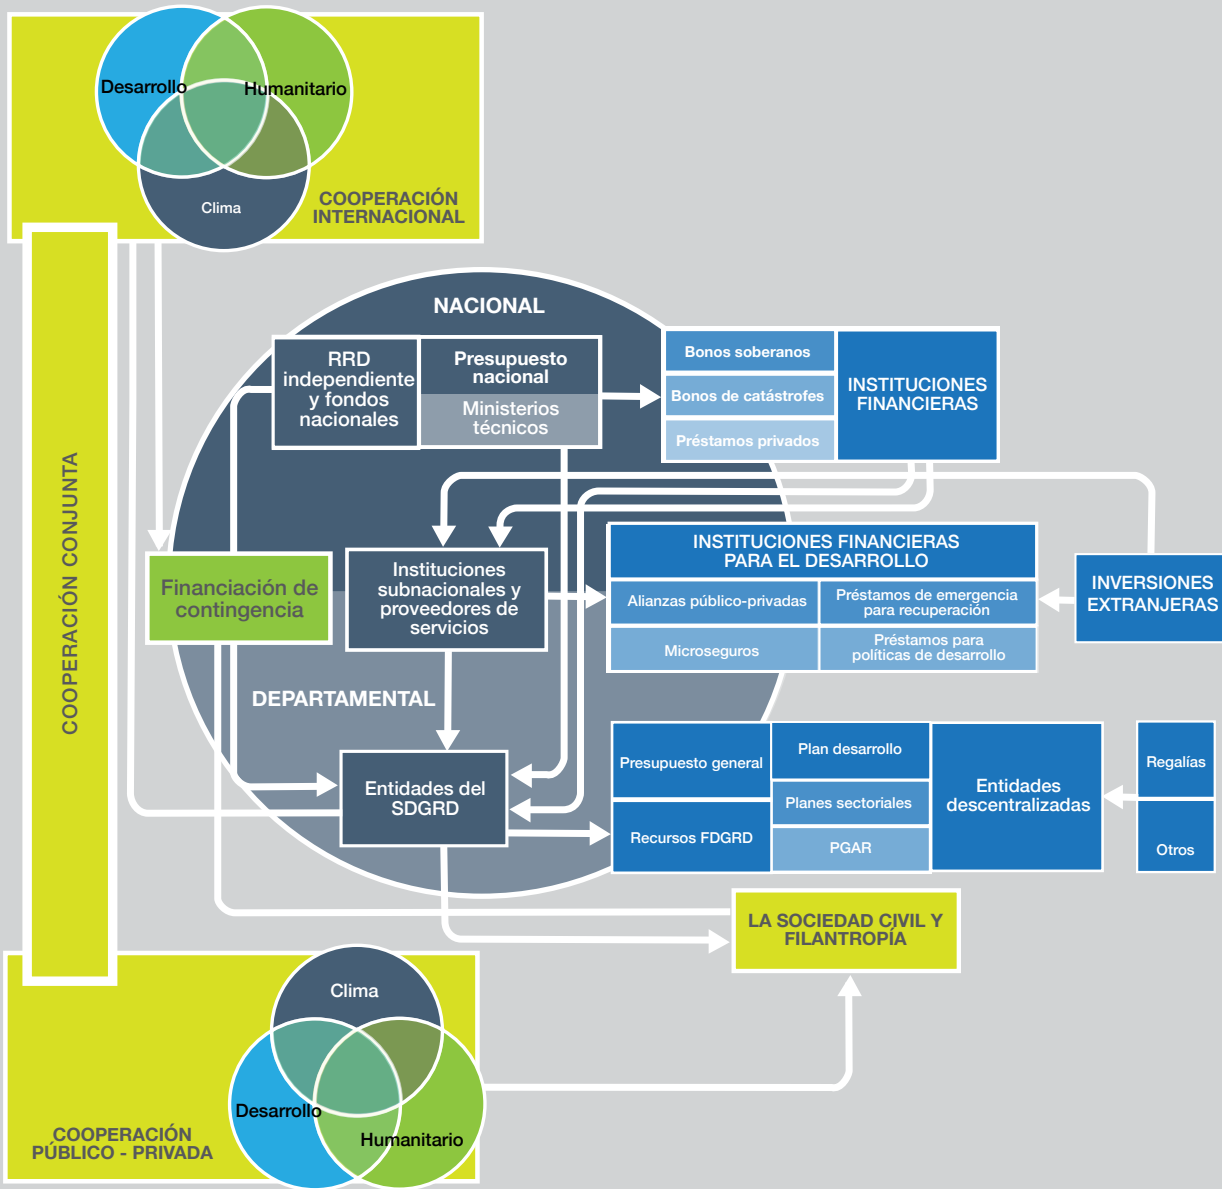 Desarrollo
Humanitario
Clima
COOPERACIÓN
INTERNACIONAL
COOPERACIÓN CONJUNTA
NACIONAL
RRD
independiente
y fondos
nacionales
Presupuesto
nacional
Ministerios
técnicos
Bonos soberanos
Bonos de catástrofes
Préstamos privados
INSTITUCIONES
FINANCIERAS
Financiación de
contingencia
Instituciones
subnacionales y
proveedores de
servicios
INSTITUCIONES FINANCIERAS
PARA EL DESARROLLO
Alianzas público-privadas
Préstamos de emergencia
para recuperación
Microseguros
Préstamos para
políticas de desarrollo
INVERSIONES
EXTRANJERAS
DEPARTAMENTAL
Entidades del
SDGRD
Presupuesto general
Recursos FDGRD
Plan desarrollo
Planes sectoriales
PGAR
Entidades
descentralizadas
Regalías
Otros
LA SOCIEDAD CIVIL Y
FILANTROPÍA
Clima
Desarrollo
Humanitario
COOPERACIÓN
PÚBLICO - PRIVADA